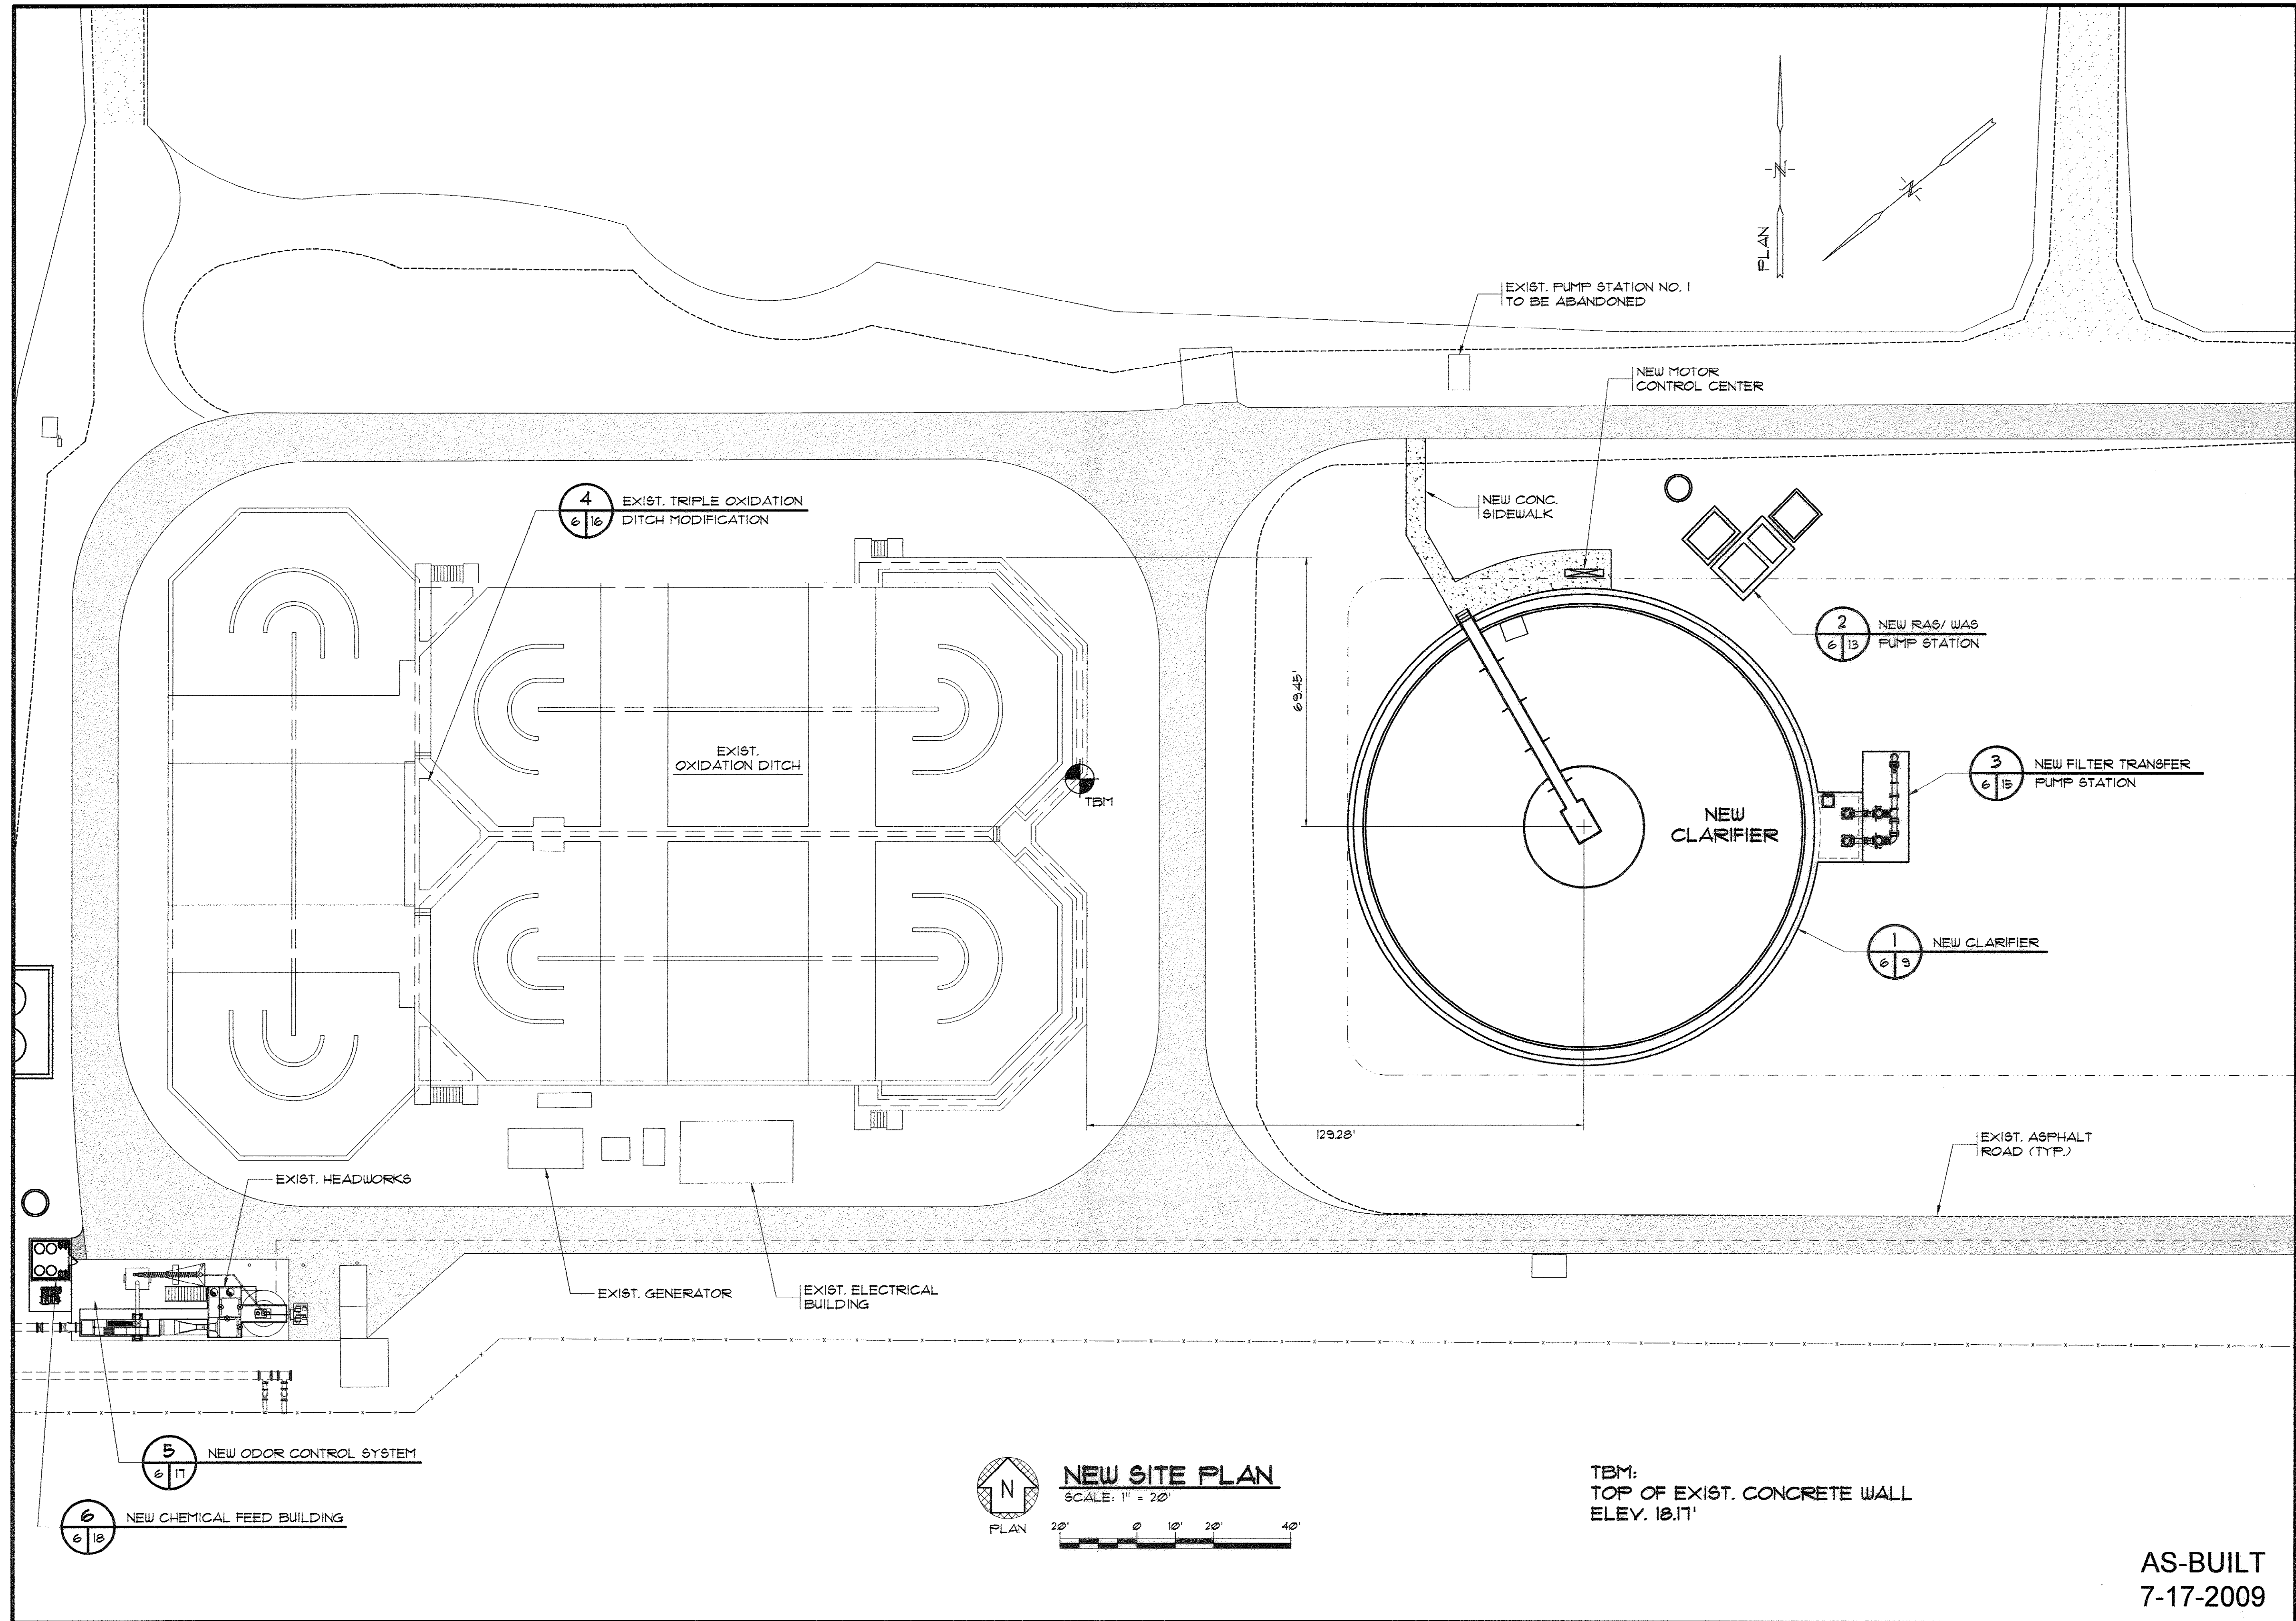 PLAN
N
N
EXIST. PUMP STATION NO. 1
TO BE ABANDONED
NEW MOTOR
CONTROL CENTER
4
6 16
EXIST. TRIPLE OXIDATION
DITCH MODIFICATION
NEW CONC.
SIDEWALK
2
6 13
NEW RAS/ WAS
PUMP STATION
69.45'
EXIST.
OXIDATION DITCH
TBM
3
6 15
NEW FILTER TRANSFER
PUMP STATION
NEW
CLARIFIER
1
6 9
NEW CLARIFIER
129.28'
EXIST. ASPHALT
ROAD (TYP.)
EXIST. HEADWORKS
EXIST. GENERATOR
EXIST. ELECTRICAL
BUILDING
5
6 17
NEW ODOR CONTROL SYSTEM
6
6 18
NEW CHEMICAL FEED BUILDING
N
PLAN
NEW SITE PLAN
SCALE: 1" = 20'
20' 0 10' 20' 40'
TBM:
TOP OF EXIST. CONCRETE WALL
ELEV. 18.17'
AS-BUILT
7-17-2009